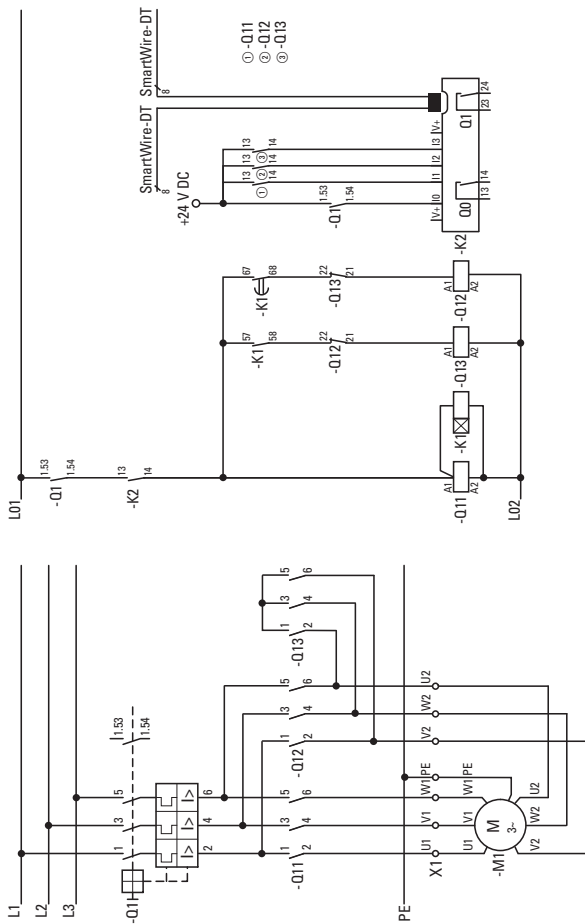 SmartWire-DT
SmartWire-DT
8
8
① -Q11
② -Q12
③ -Q13
+24 V DC
13
13
13
①
②
③
14
14
14
-Q1
1.53
1.54
V+
I0
I1
I2
I3
V+
Q0
13
14
Q1
23
24
-K2
L01
-Q1
1.53
1.54
-K2
13
14
-K1
57
58
-Q12
22
21
-K1
67
68
-Q13
22
21
-Q11
A1
A2
-K1
-Q13
A1
A2
-Q12
A1
A2
L02
L1
L2
L3
-Q1
1
3
5
1.53
1.54
I>
I>
I>
2
4
6
-Q11
1
3
5
2
4
6
-Q12
1
3
5
2
4
6
-Q13
1
3
5
2
4
6
PE
X1
U1
V1
W1
PE
V2
W2
U2
U1
V1
W1
PE
M
3~
-M1
V2
W2
U2